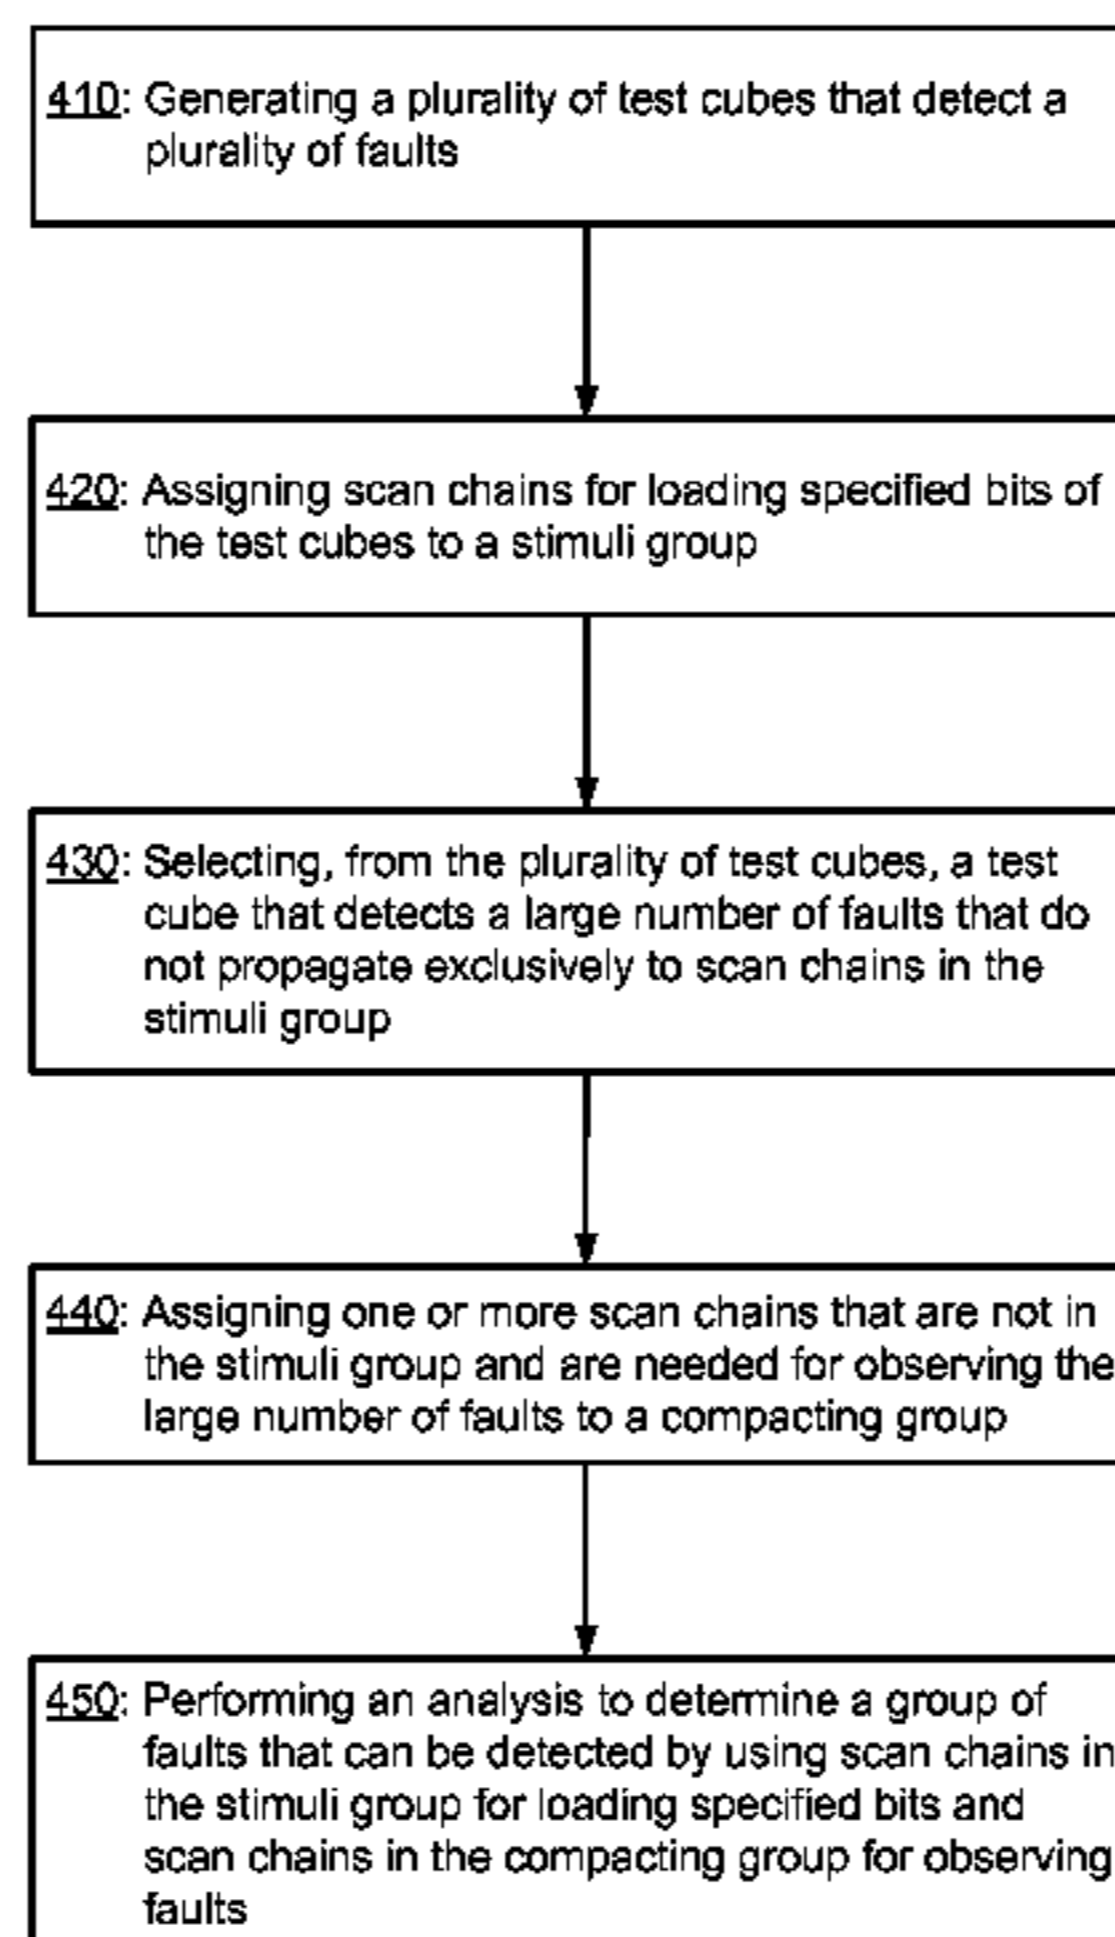 410: Generating a plurality of test cubes that detect a
plurality of faults
420: Assigning scan chains for loading specified bits of
the test cubes to a stimuli group
430: Selecting, from the plurality of test cubes, a test
cube that detects a large number of faults that do
not propagate exclusively to scan chains in the
stimuli group
440: Assigning one or more scan chains that are not in
the stimuli group and are needed for observing the
large number of faults to a compacting group
450: Performing an analysis to determine a group of
faults that can be detected by using scan chains in
the stimuli group for loading specified bits and
scan chains in the compacting group for observing
faults